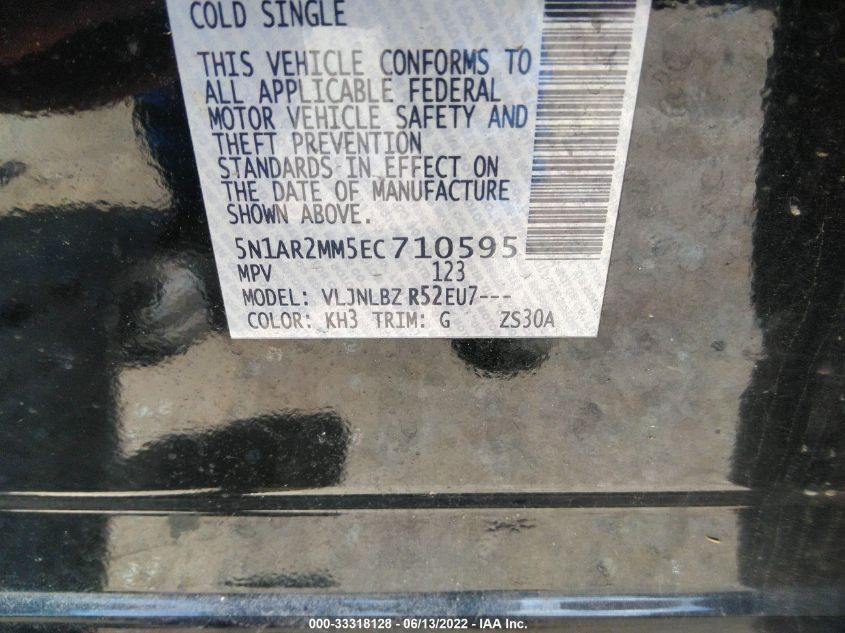 COLD SINGLE
THIS VEHICLE CONFORMS TO
ALL APPLICABLE FEDERAL
MOTOR VEHICLE SAFETY AND
THEFT PREVENTION
STANDARDS IN EFFECT ON
THE DATE OF MANUFACTURE
SHOWN ABOVE.
5N1AR2MM5EC710595
MPV 123
MODEL: VLJNLBZ R52EU7---
COLOR: KH3 TRIM: G ZS30A
000-33318128 - 06/13/2022 - IAA Inc.